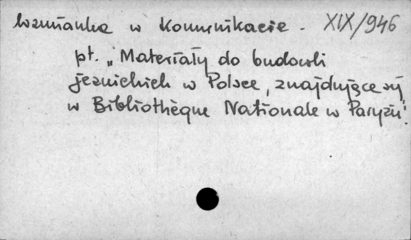 Wzmianka w Komunikacie. XIX/946
pt. „Materiały do budowli
jezuickich w Polsce, znajdujące się
w Bibliothèque Nationale w Paryżu".